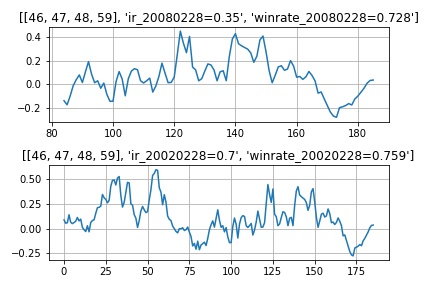 [[46, 47, 48, 59], 'ir_20080228=0.35', 'winrate_20080228=0.728']
0.4
0.2
0.0
−0.2
80 100 120 140 160 180
[[46, 47, 48, 59], 'ir_20020228=0.7', 'winrate_20020228=0.759']
0.50
0.25
0.00
−0.25
0 25 50 75 100 125 150 175